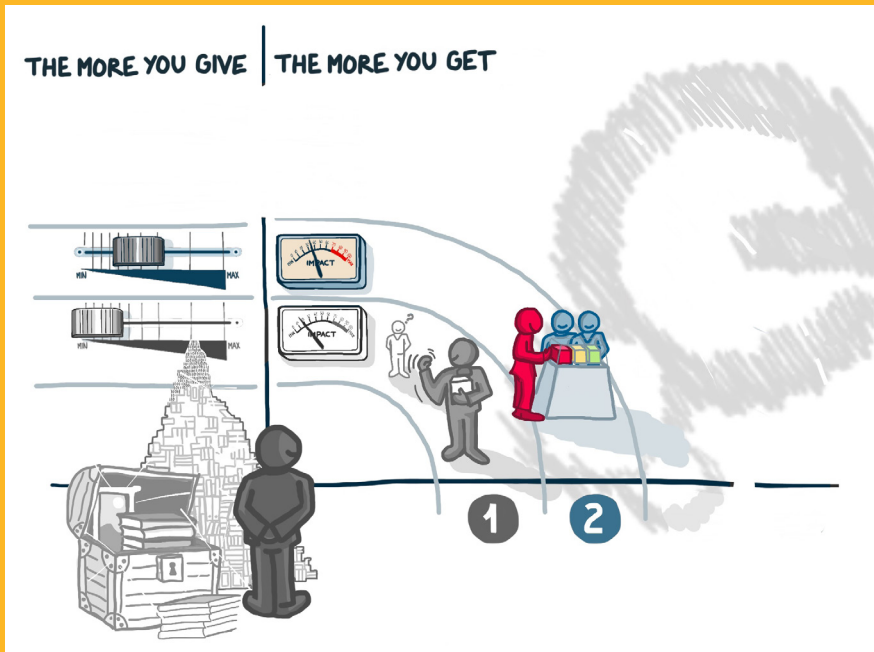 THE MORE YOU GIVE
THE MORE YOU GET
MIN
MAX
IMPACT
MIN
MAX
IMPACT
?
1
2